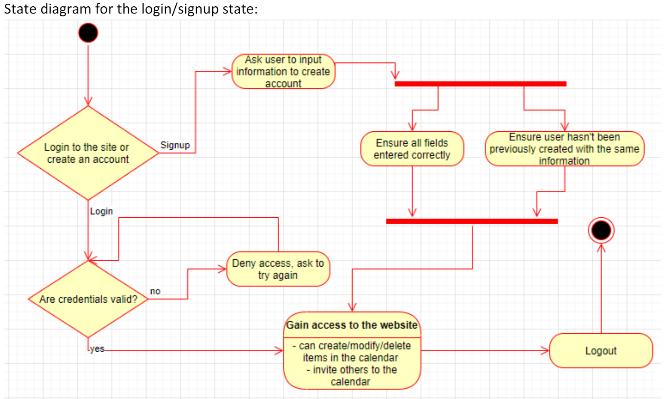 State diagram for the login/signup state:
Ask user to input
information to create
account
Login to the site or
create an account
Signup
Ensure all fields
entered correctly
Ensure user hasn't been
previously created with the same
information
Login
Deny access, ask to
try again
Are credentials valid?
no
yes
Gain access to the website
- can create/modify/delete
items in the calendar
- invite others to the
calendar
Logout